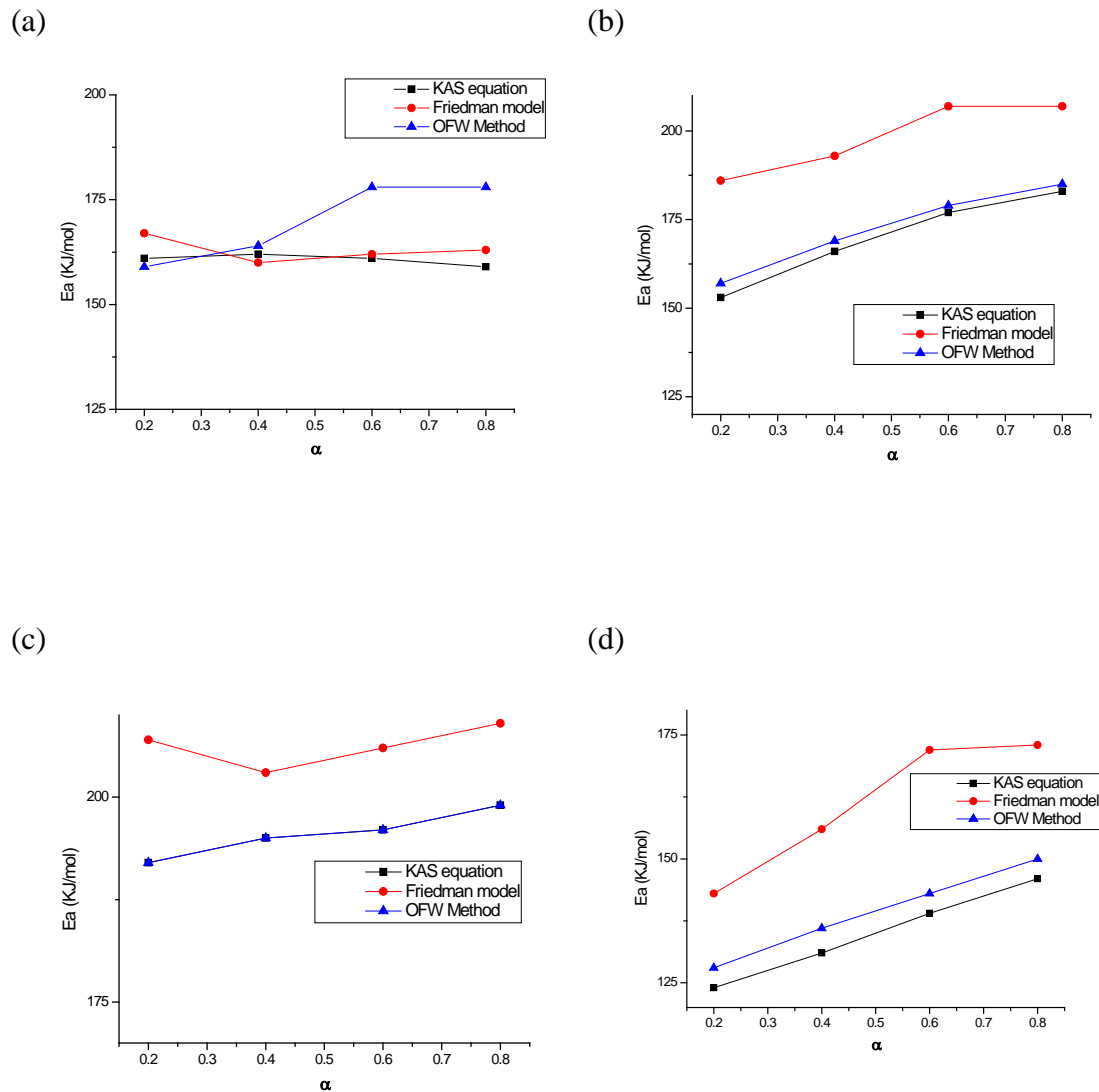 (a)
KAS equation
Friedman model
OFW Method
200
175
150
125
Ea (KJ/mol)
0.2 0.3 0.4 0.5 0.6 0.7 0.8
α
(b)
200
175
150
125
Ea (KJ/mol)
KAS equation
Friedman model
OFW Method
0.2 0.3 0.4 0.5 0.6 0.7 0.8
α
(c)
200
175
Ea (KJ/mol)
KAS equation
Friedman model
OFW Method
0.2 0.3 0.4 0.5 0.6 0.7 0.8
α
(d)
175
150
125
Ea (KJ/mol)
KAS equation
Friedman model
OFW Method
0.2 0.3 0.4 0.5 0.6 0.7 0.8
α